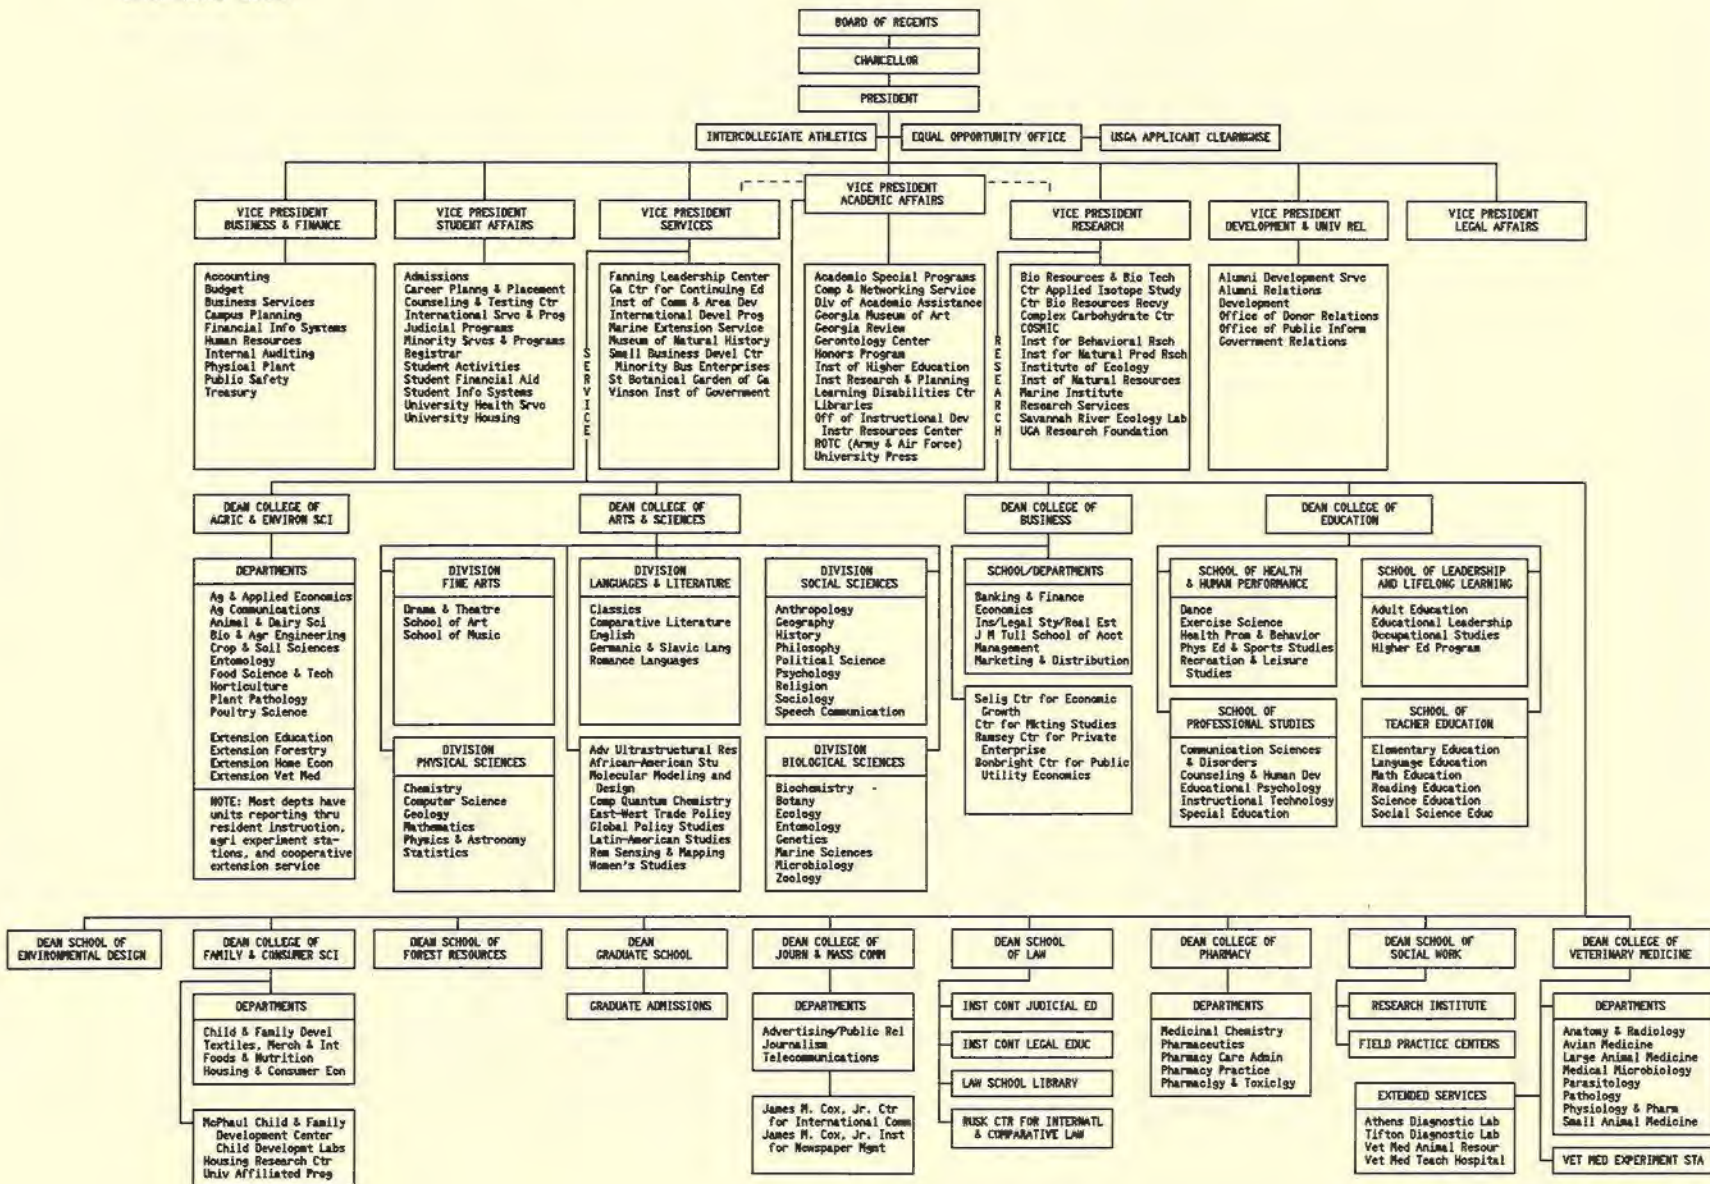 BOARD OF REGENTS
CHANCELLOR
PRESIDENT
INTERCOLLEGIATE ATHLETICS
EQUAL OPPORTUNITY OFFICE
USGA APPLICANT CLEARNGHSE
VICE PRESIDENT
ACADEMIC AFFAIRS
VICE PRESIDENT
BUSINESS & FINANCE
VICE PRESIDENT
STUDENT AFFAIRS
VICE PRESIDENT
SERVICES
VICE PRESIDENT
RESEARCH
VICE PRESIDENT
DEVELOPMENT & UNIV REL
VICE PRESIDENT
LEGAL AFFAIRS
Accounting
Budget
Business Services
Campus Planning
Financial Info Systems
Human Resources
Internal Auditing
Physical Plant
Public Safety
Treasury
Admissions
Career Planng & Placement
Counseling & Testing Ctr
International Srvc & Prog
Judicial Programs
Minority Srvcs & Programs
Registrar
Student Activities
Student Financial Aid
Student Info Systems
University Health Srvc
University Housing
SERVICE
Fanning Leadership Center
Ga Ctr for Continuing Ed
Inst of Comm & Area Dev
International Devel Prog
Marine Extension Service
Museum of Natural History
Small Business Devel Ctr
Minority Bus Enterprises
St Botanical Garden of Ga
Vinson Inst of Government
Academic Special Programs
Comp & Networking Service
Div of Academic Assistance
Georgia Museum of Art
Georgia Review
Gerontology Center
Honors Program
Inst of Higher Education
Inst Research & Planning
Learning Disabilities Ctr
Libraries
Off of Instructional Dev
Instr Resources Center
ROTC (Army & Air Force)
University Press
RESEARCH
Bio Resources & Bio Tech
Ctr Applied Isotope Study
Ctr Bio Resources Recvy
Complex Carbohydrate Ctr
COSMIC
Inst for Behavioral Rsch
Inst for Natural Prod Rsch
Institute of Ecology
Inst of Natural Resources
Marine Institute
Research Services
Savannah River Ecology Lab
UGA Research Foundation
Alumni Development Srvc
Alumni Relations
Development
Office of Donor Relations
Office of Public Inform
Government Relations
DEAN COLLEGE OF
AGRIC & ENVIRON SCI
DEAN COLLEGE OF
ARTS & SCIENCES
DEAN COLLEGE OF
BUSINESS
DEAN COLLEGE OF
EDUCATION
DEPARTMENTS
Ag & Applied Economics
Ag Communications
Animal & Dairy Sci
Bio & Agr Engineering
Crop & Soil Sciences
Entomology
Food Science & Tech
Horticulture
Plant Pathology
Poultry Science
Extension Education
Extension Forestry
Extension Home Econ
Extension Vet Med
NOTE: Most depts have
units reporting thru
resident instruction,
agri experiment sta-
tions, and cooperative
extension service
DIVISION
FINE ARTS
Drama & Theatre
School of Art
School of Music
DIVISION
LANGUAGES & LITERATURE
Classics
Comparative Literature
English
Germanic & Slavic Lang
Romance Languages
DIVISION
SOCIAL SCIENCES
Anthropology
Geography
History
Philosophy
Political Science
Psychology
Religion
Sociology
Speech Communication
DIVISION
PHYSICAL SCIENCES
Chemistry
Computer Science
Geology
Mathematics
Physics & Astronomy
Statistics
Adv Ultrastructural Res
African-American Stu
Molecular Modeling and
Design
Comp Quantum Chemistry
East-West Trade Policy
Global Policy Studies
Latin-American Studies
Rem Sensing & Mapping
Women's Studies
DIVISION
BIOLOGICAL SCIENCES
Biochemistry
Botany
Ecology
Entomology
Genetics
Marine Sciences
Microbiology
Zoology
SCHOOL/DEPARTMENTS
Banking & Finance
Economics
Ins/Legal Sty/Real Est
J M Tull School of Acct
Management
Marketing & Distribution
Selig Ctr for Economic
Growth
Ctr for Mkting Studies
Ramsey Ctr for Private
Enterprise
Bonbright Ctr for Public
Utility Economics
SCHOOL OF HEALTH
& HUMAN PERFORMANCE
Dance
Exercise Science
Health Prom & Behavior
Phys Ed & Sports Studies
Recreation & Leisure
Studies
SCHOOL OF LEADERSHIP
AND LIFELONG LEARNING
Adult Education
Educational Leadership
Occupational Studies
Higher Ed Program
SCHOOL OF
PROFESSIONAL STUDIES
Communication Sciences
& Disorders
Counseling & Human Dev
Educational Psychology
Instructional Technology
Special Education
SCHOOL OF
TEACHER EDUCATION
Elementary Education
Language Education
Math Education
Reading Education
Science Education
Social Science Educ
DEAN SCHOOL OF
ENVIRONMENTAL DESIGN
DEAN COLLEGE OF
FAMILY & CONSUMER SCI
DEAN SCHOOL OF
FOREST RESOURCES
DEAN
GRADUATE SCHOOL
DEAN COLLEGE OF
JOURN & MASS COMM
DEAN SCHOOL
OF LAW
DEAN COLLEGE OF
PHARMACY
DEAN SCHOOL OF
SOCIAL WORK
DEAN COLLEGE OF
VETERINARY MEDICINE
DEPARTMENTS
Child & Family Devel
Textiles, Merch & Int
Foods & Nutrition
Housing & Consumer Econ
McPhaul Child & Family
Development Center
Child Developmt Labs
Housing Research Ctr
Univ Affiliated Prog
GRADUATE ADMISSIONS
DEPARTMENTS
Advertising/Public Rel
Journalism
Telecommunications
James M. Cox, Jr. Ctr
for International Comm
James M. Cox, Jr. Inst
for Newspaper Mgmt
INST CONT JUDICIAL ED
INST CONT LEGAL EDUC
LAW SCHOOL LIBRARY
RUSK CTR FOR INTERNATL
& COMPARATIVE LAW
DEPARTMENTS
Medicinal Chemistry
Pharmaceutics
Pharmacy Care Admin
Pharmacy Practice
Pharmaclgy & Toxiclgy
RESEARCH INSTITUTE
FIELD PRACTICE CENTERS
EXTENDED SERVICES
Athens Diagnostic Lab
Tifton Diagnostic Lab
Vet Med Animal Resour
Vet Med Teach Hospital
DEPARTMENTS
Anatomy & Radiology
Avian Medicine
Large Animal Medicine
Medical Microbiology
Parasitology
Pathology
Physiology & Pharm
Small Animal Medicine
VET MED EXPERIMENT STA